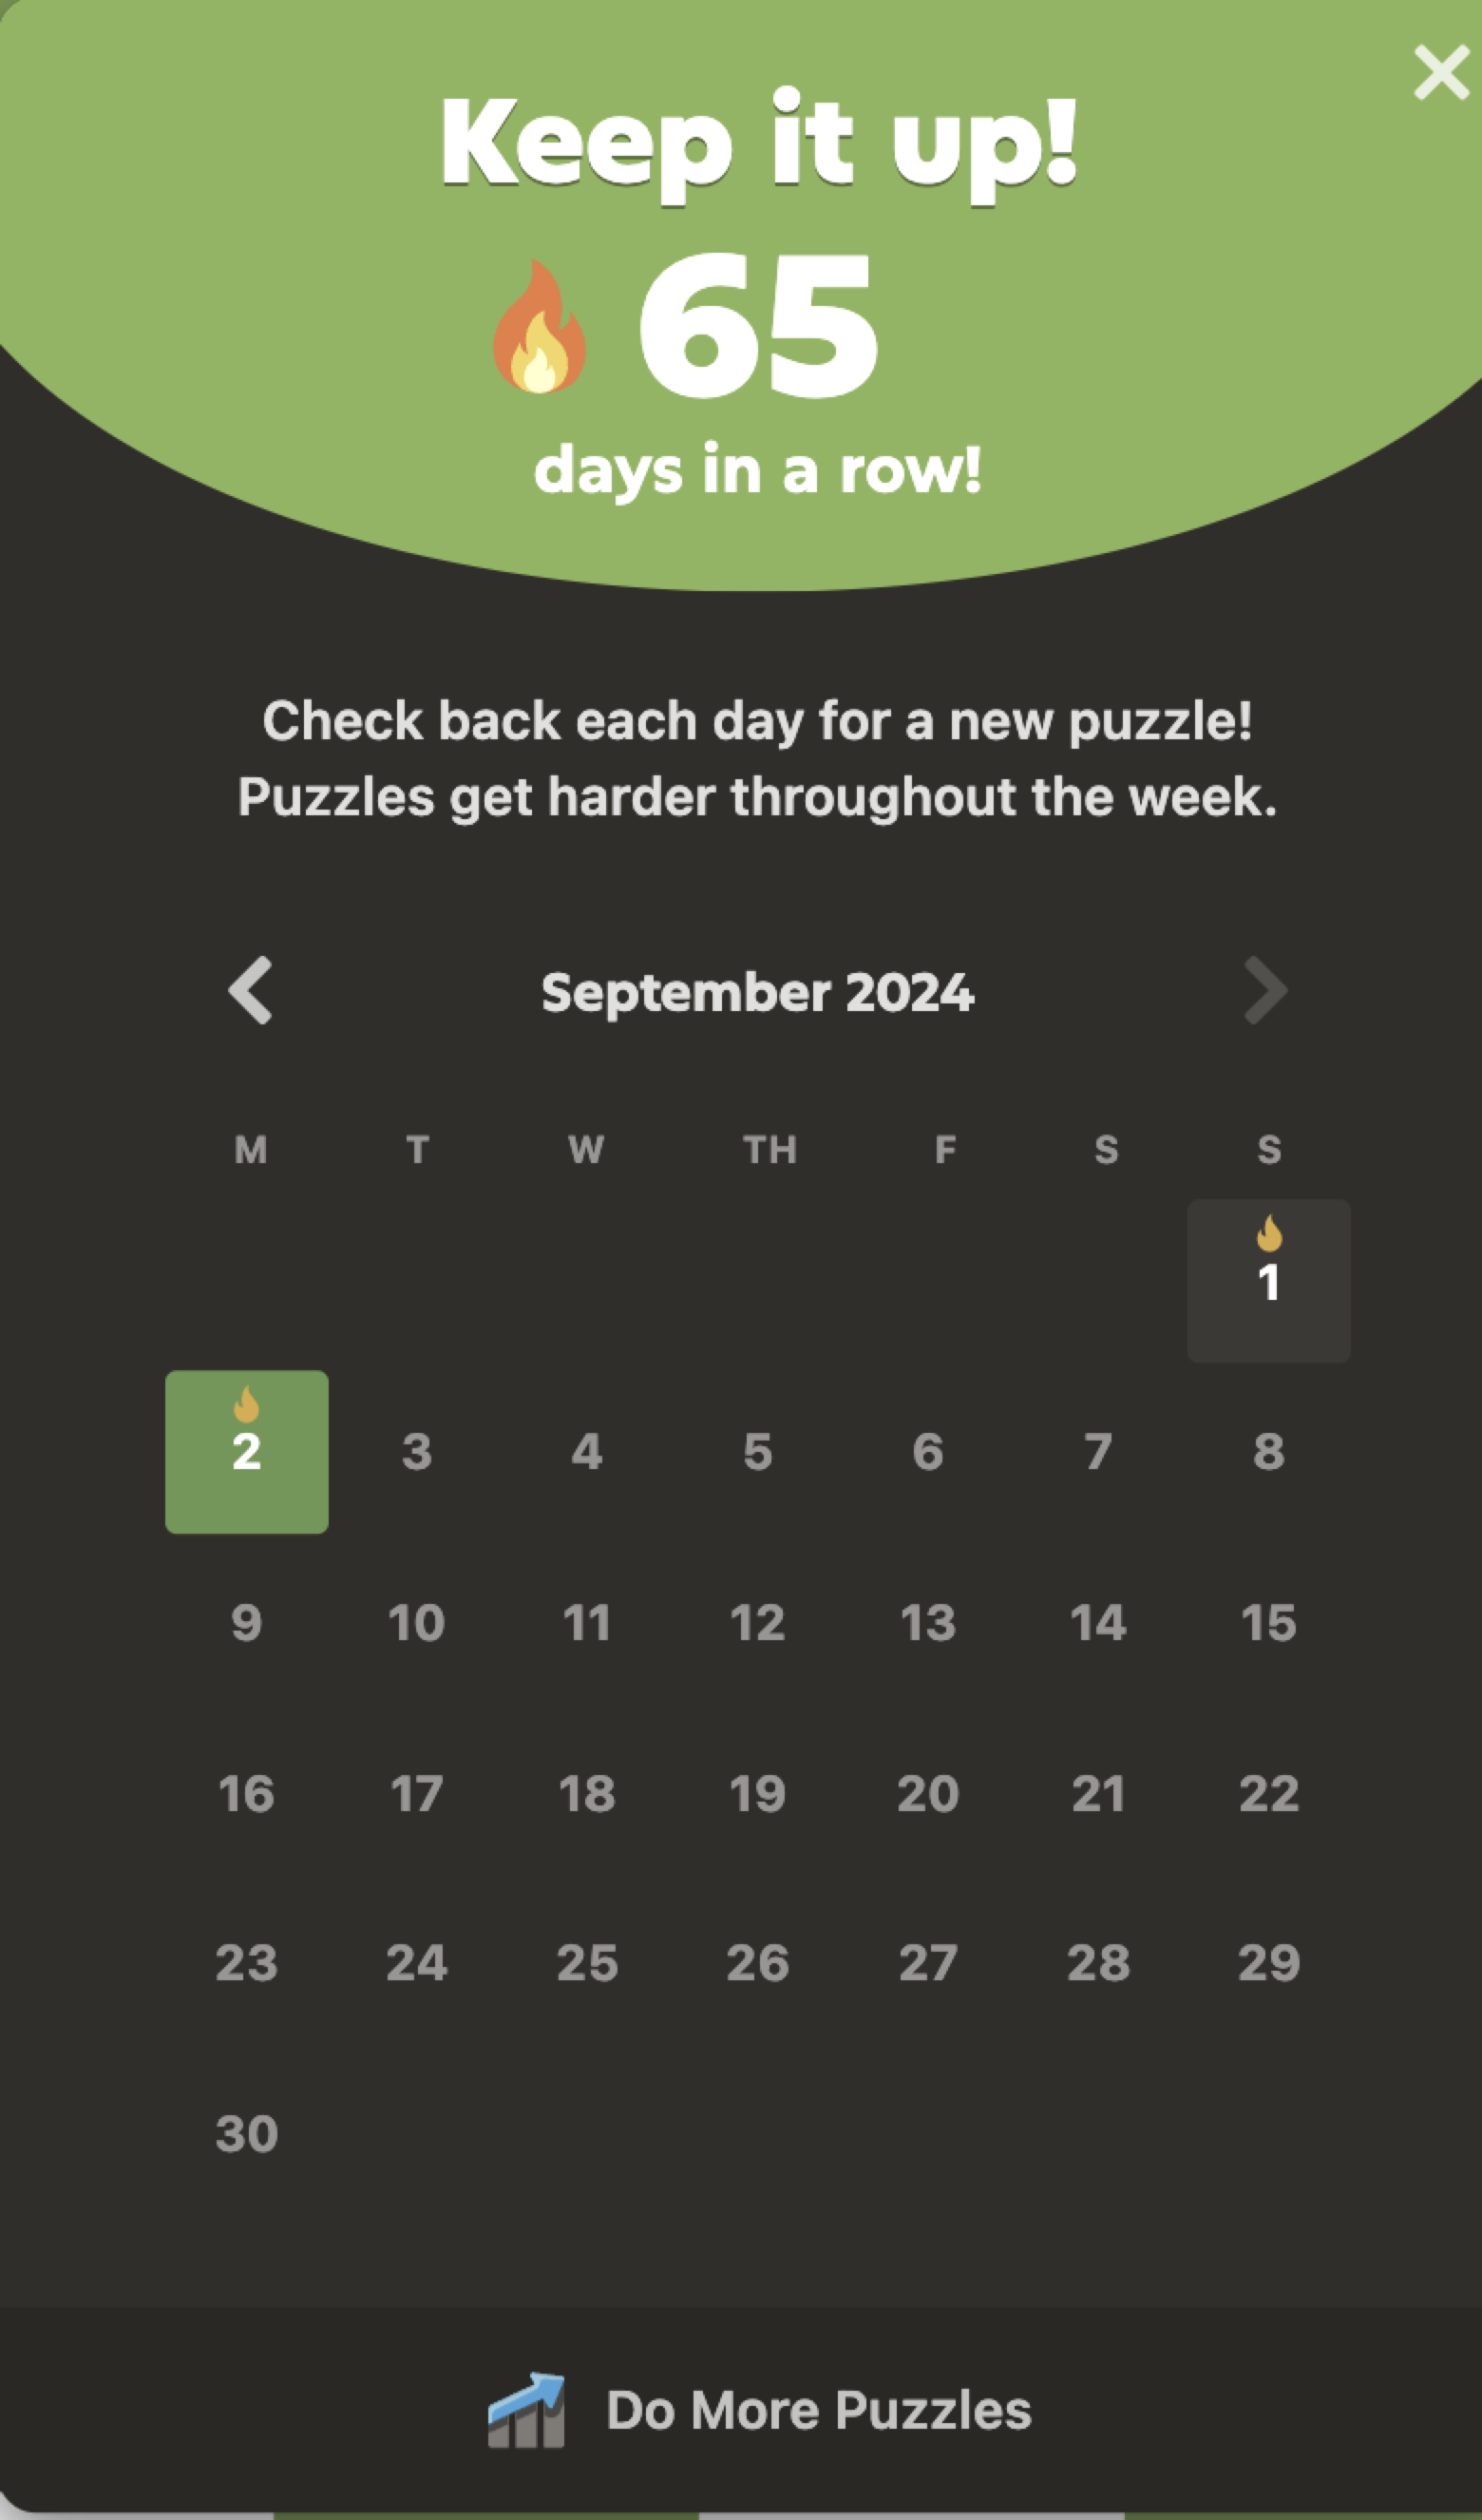 Keep it up!
65
days in a row!
Check back each day for a new puzzle!
Puzzles get harder throughout the week.
September 2024
M T W TH F S S
1
2 3 4 5 6 7 8
9 10 11 12 13 14 15
16 17 18 19 20 21 22
23 24 25 26 27 28 29
30
Do More Puzzles